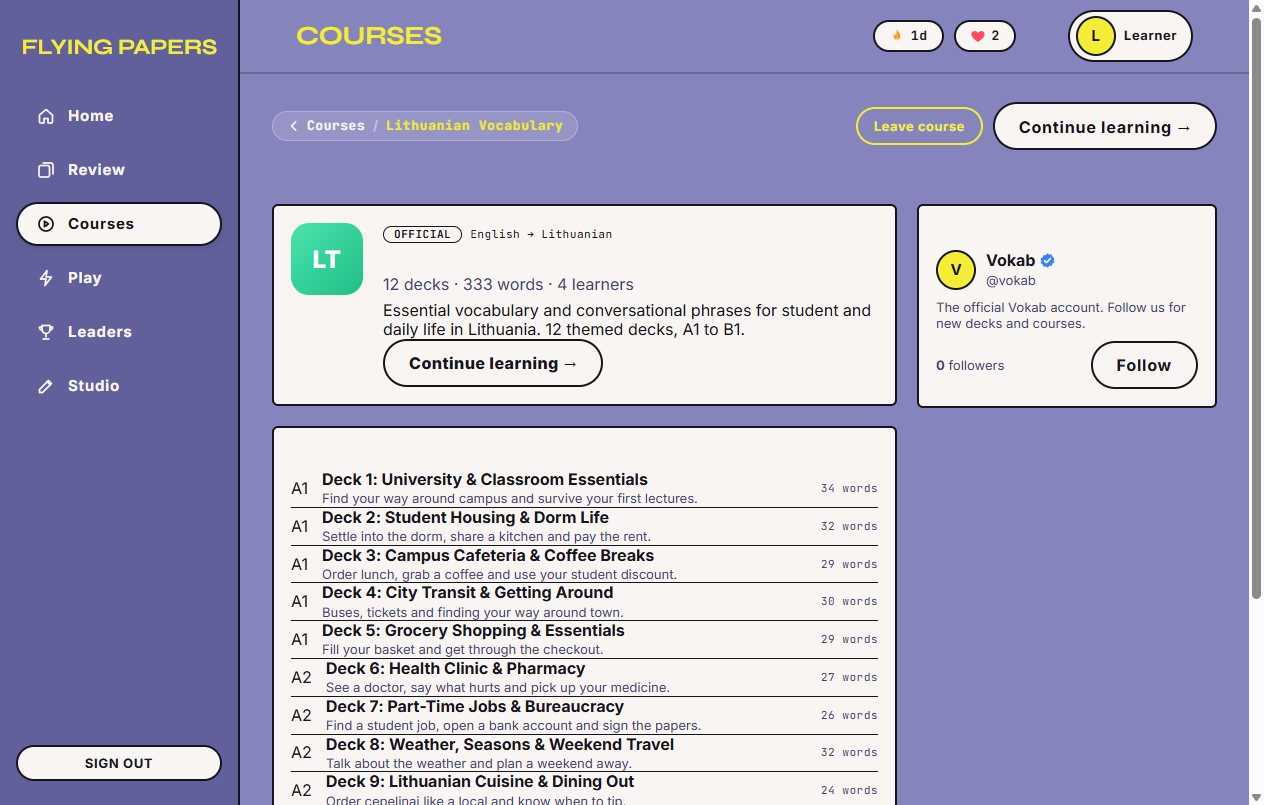 FLYING PAPERS
Home
Review
Courses
Play
Leaders
Studio
SIGN OUT
COURSES
1d
2
L
Learner
Courses / Lithuanian Vocabulary
Leave course
Continue learning →
LT
OFFICIAL
English → Lithuanian
12 decks · 333 words · 4 learners
Essential vocabulary and conversational phrases for student and
daily life in Lithuania. 12 themed decks, A1 to B1.
Continue learning →
V
Vokab
@vokab
The official Vokab account. Follow us for
new decks and courses.
0 followers
Follow
A1
Deck 1: University & Classroom Essentials
Find your way around campus and survive your first lectures.
34 words
A1
Deck 2: Student Housing & Dorm Life
Settle into the dorm, share a kitchen and pay the rent.
32 words
A1
Deck 3: Campus Cafeteria & Coffee Breaks
Order lunch, grab a coffee and use your student discount.
29 words
A1
Deck 4: City Transit & Getting Around
Buses, tickets and finding your way around town.
30 words
A1
Deck 5: Grocery Shopping & Essentials
Fill your basket and get through the checkout.
29 words
A2
Deck 6: Health Clinic & Pharmacy
See a doctor, say what hurts and pick up your medicine.
27 words
A2
Deck 7: Part-Time Jobs & Bureaucracy
Find a student job, open a bank account and sign the papers.
26 words
A2
Deck 8: Weather, Seasons & Weekend Travel
Talk about the weather and plan a weekend away.
32 words
A2
Deck 9: Lithuanian Cuisine & Dining Out
Order cepelinai like a local and know when to tip.
24 words